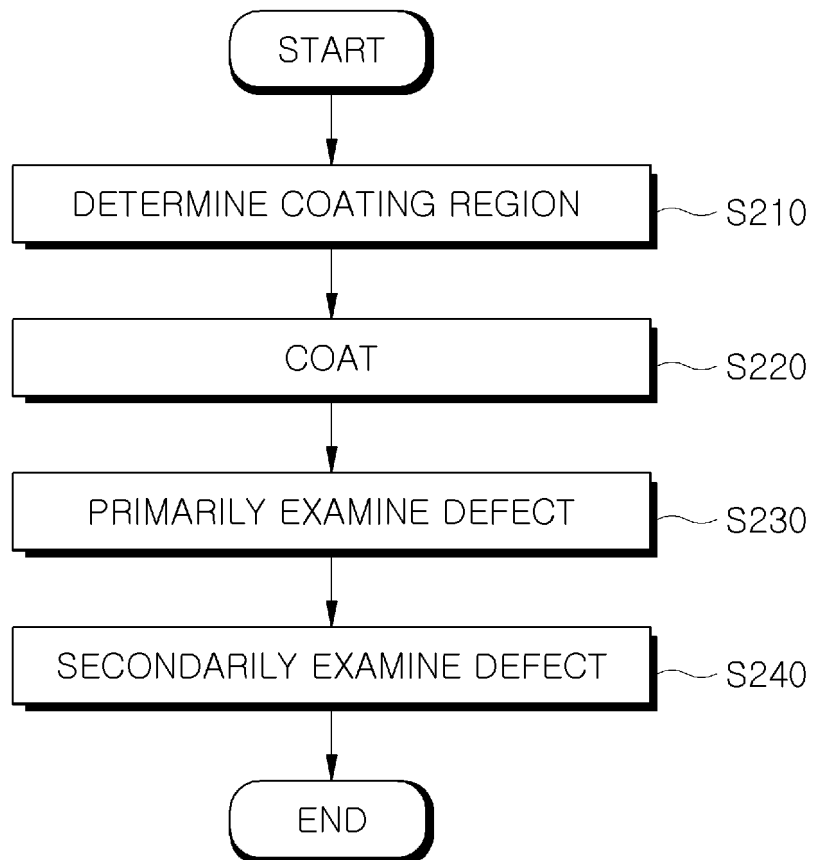 START
DETERMINE COATING REGION
S210
COAT
S220
PRIMARILY EXAMINE DEFECT
S230
SECONDARILY EXAMINE DEFECT
S240
END